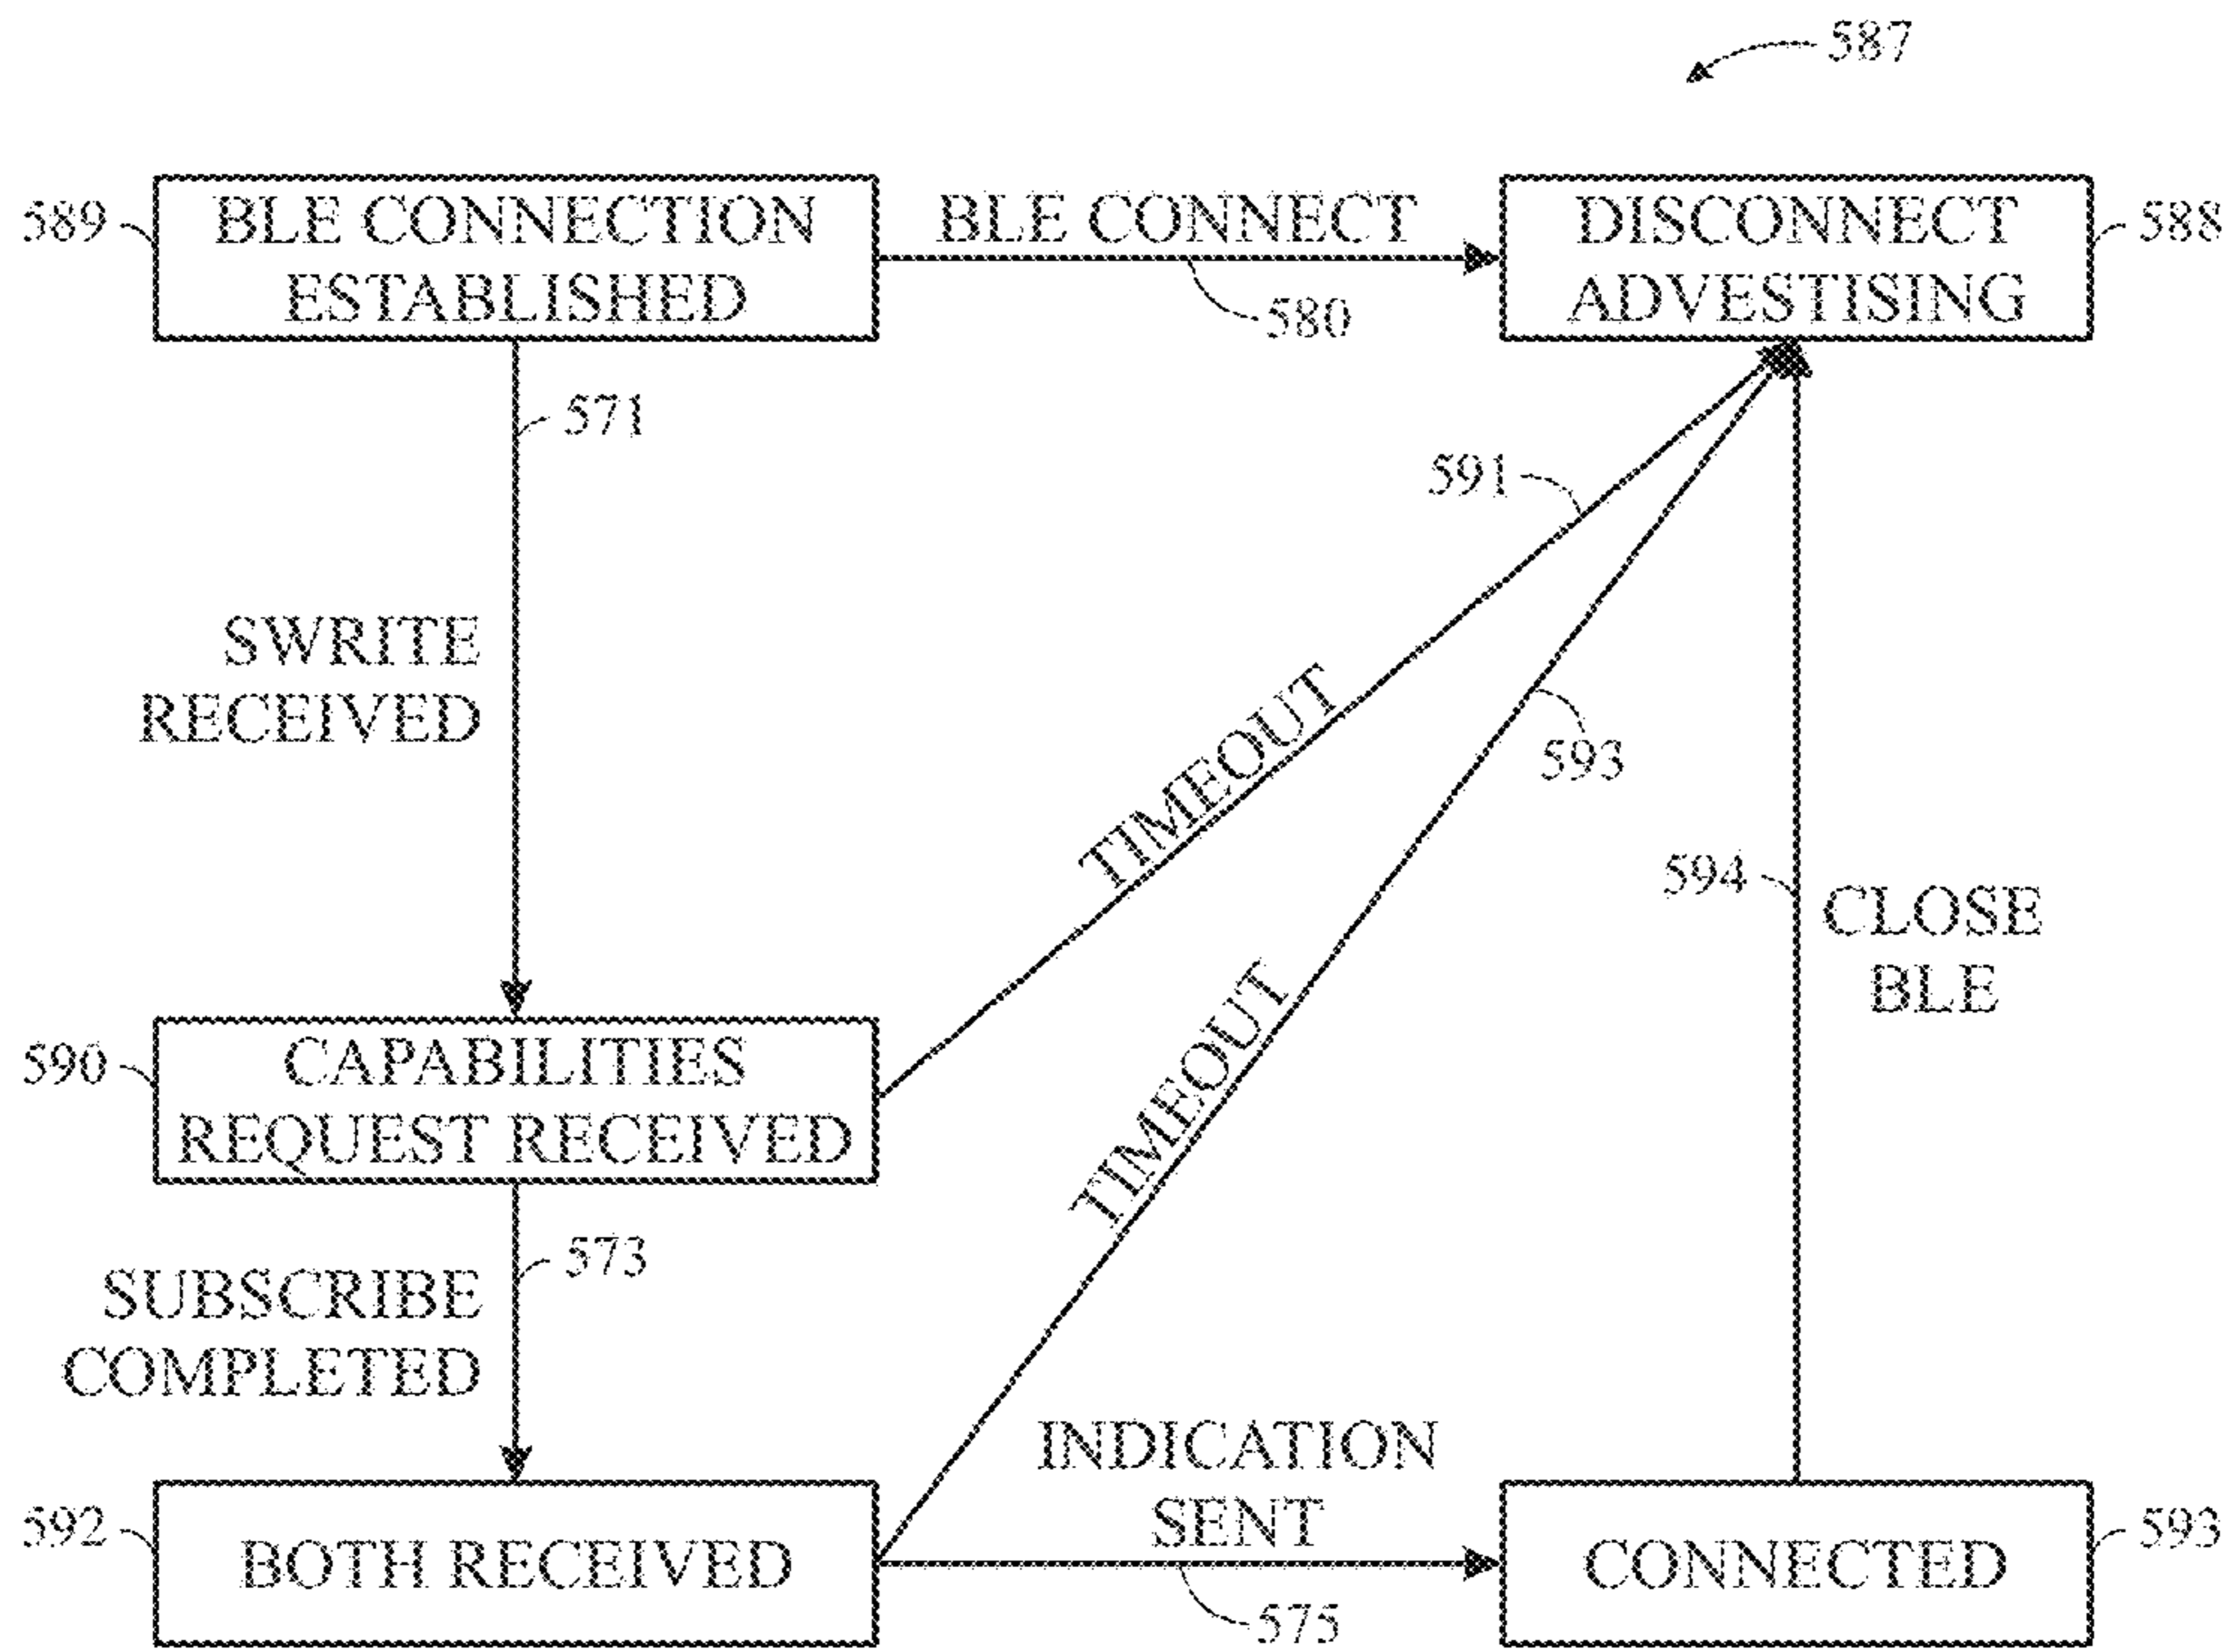 587
589
BLE CONNECTION
ESTABLISHED
BLE CONNECT
580
DISCONNECT
ADVESTISING
588
571
591
SWRITE
RECEIVED
TIMEOUT
593
594
CLOSE
BLE
590
CAPABILITIES
REQUEST RECEIVED
TIMEOUT
573
SUBSCRIBE
COMPLETED
INDICATION
SENT
592
BOTH RECEIVED
575
CONNECTED
593